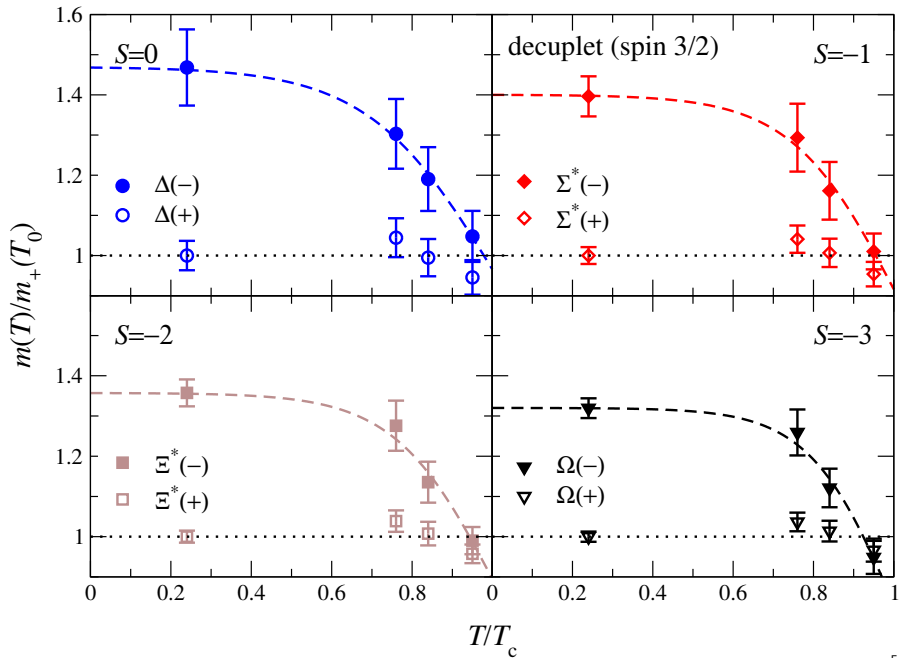 1.6
S=0
decuplet (spin 3/2)
S=−1
1.4
Δ(−)
Δ(+)
Σ*(−)
Σ*(+)
1.2
1
m(T)/m₊(T₀)
S=−2
S=−3
1.4
Ξ*(−)
Ξ*(+)
Ω(−)
Ω(+)
1.2
1
0 0.2 0.4 0.6 0.8 0 0.2 0.4 0.6 0.8 1
T/Tc